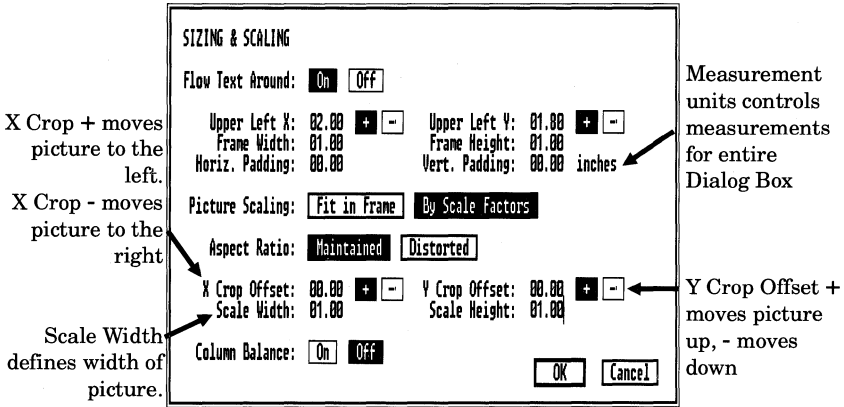 SIZING & SCALING
Flow Text Around: On Off
Upper Left X: 02.00 + - Upper Left Y: 01.80 + -
Frame Width: 01.00 Frame Height: 01.00
Horiz. Padding: 00.00 Vert. Padding: 00.00 inches
Picture Scaling: Fit in Frame By Scale Factors
Aspect Ratio: Maintained Distorted
X Crop Offset: 00.00 + - Y Crop Offset: 00.00 + -
Scale Width: 01.00 Scale Height: 01.00
Column Balance: On Off
OK Cancel
X Crop + moves
picture to the
left.
X Crop - moves
picture to the
right
Scale Width
defines width of
picture.
Measurement
units controls
measurements
for entire
Dialog Box
Y Crop Offset +
moves picture
up, - moves
down